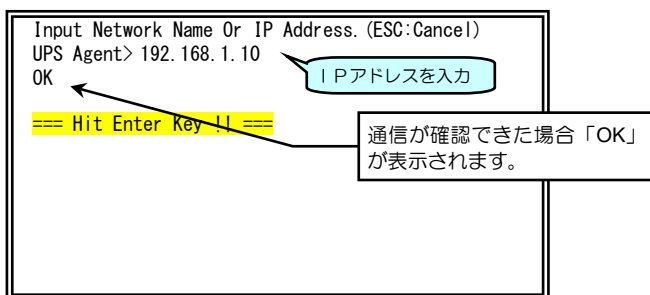 Input Network Name Or IP Address.(ESC:Cancel)
UPS Agent> 192.168.1.10
ＩＰアドレスを入力
OK
=== Hit Enter Key !! ===
通信が確認できた場合「OK」
が表示されます。